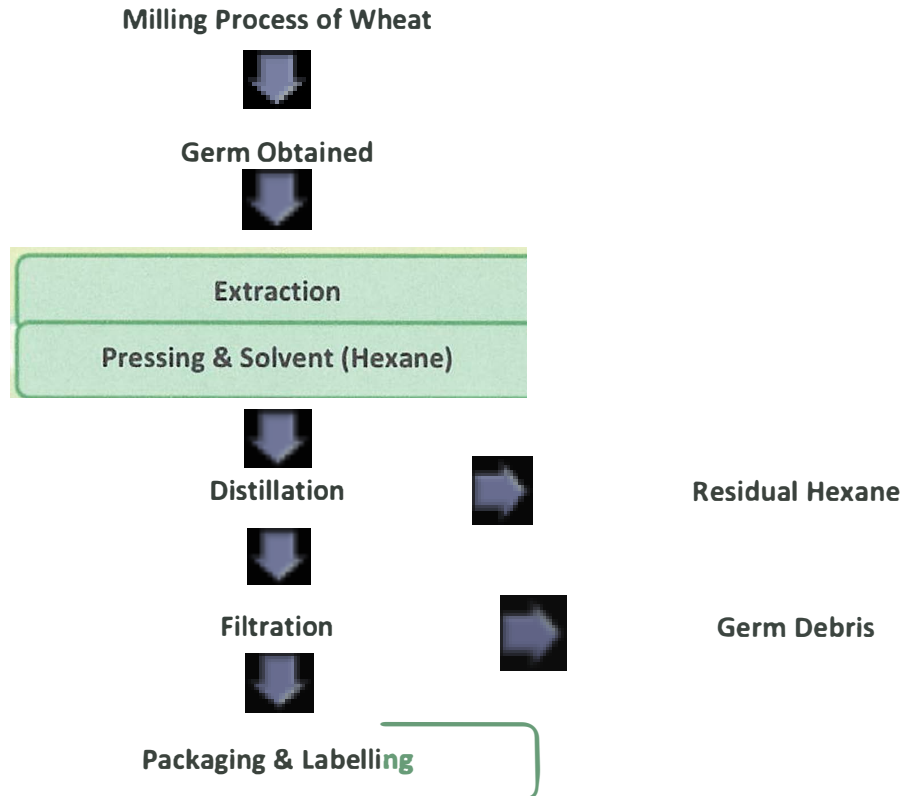 Milling Process of Wheat
Germ Obtained
Extraction
Pressing & Solvent (Hexane)
Distillation
Residual Hexane
Filtration
Germ Debris
Packaging & Labelling